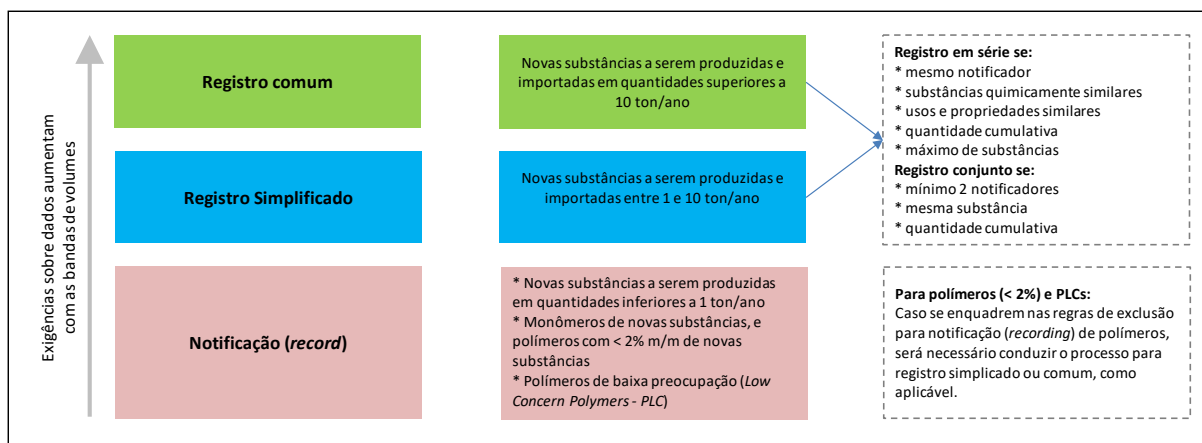 Exigências sobre dados aumentam
com as bandas de volumes
Registro comum
Novas substâncias a serem produzidas e
importadas em quantidades superiores a
10 ton/ano
Registro em série se:
* mesmo notificador
* substâncias quimicamente similares
* usos e propriedades similares
* quantidade cumulativa
* máximo de substâncias
Registro conjunto se:
* mínimo 2 notificadores
* mesma substância
* quantidade cumulativa
Registro Simplificado
Novas substâncias a serem produzidas e
importadas entre 1 e 10 ton/ano
Notificação (record)
* Novas substâncias a serem produzidas
em quantidades inferiores a 1 ton/ano
* Monômeros de novas substâncias, e
polímeros com < 2% m/m de novas
substâncias
* Polímeros de baixa preocupação (Low
Concern Polymers - PLC)
Para polímeros (< 2%) e PLCs:
Caso se enquadrem nas regras de exclusão
para notificação (recording) de polímeros,
será necessário conduzir o processo para
registro simplicado ou comum, como
aplicável.